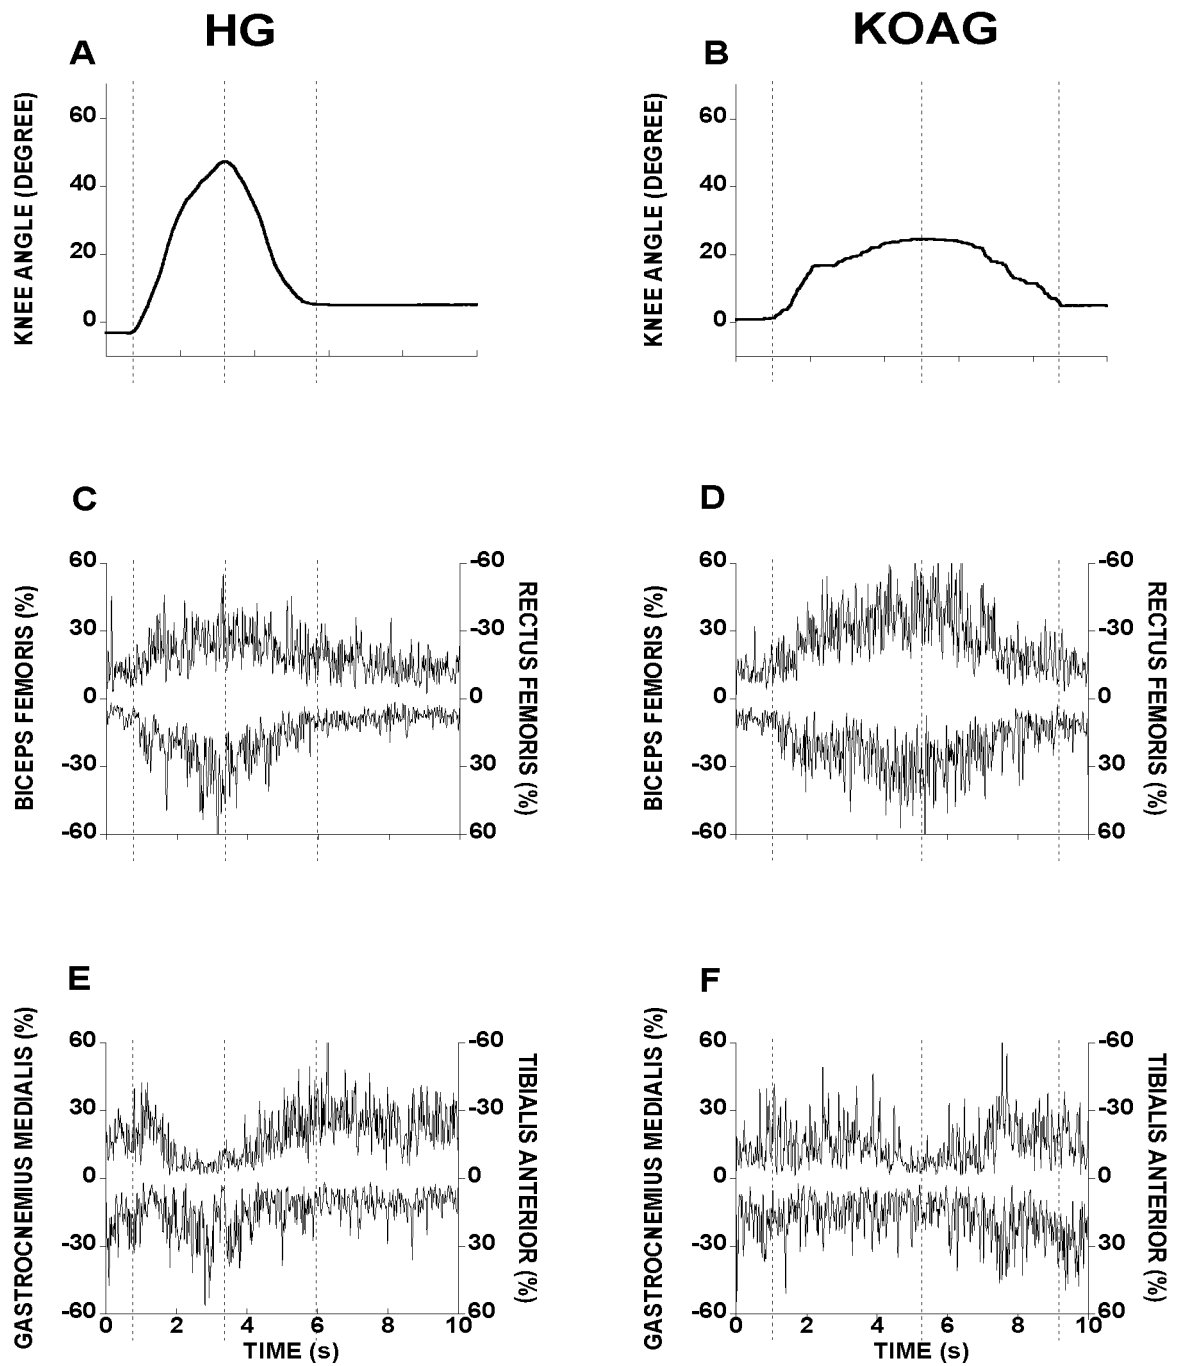 HG
KOAG
A
B
KNEE ANGLE (DEGREE)
60
40
20
0
KNEE ANGLE (DEGREE)
60
40
20
0
C
D
BICEPS FEMORIS (%)
60
30
0
-30
-60
-60
-30
0
30
60
RECTUS FEMORIS (%)
BICEPS FEMORIS (%)
60
30
0
-30
-60
-60
-30
0
30
60
RECTUS FEMORIS (%)
E
F
GASTROCNEMIUS MEDIALIS (%)
60
30
0
-30
-60
-60
-30
0
30
60
TIBIALIS ANTERIOR (%)
0 2 4 6 8 10
TIME (s)
GASTROCNEMIUS MEDIALIS (%)
60
30
0
-30
-60
-60
-30
0
30
60
TIBIALIS ANTERIOR (%)
0 2 4 6 8 10
TIME (s)